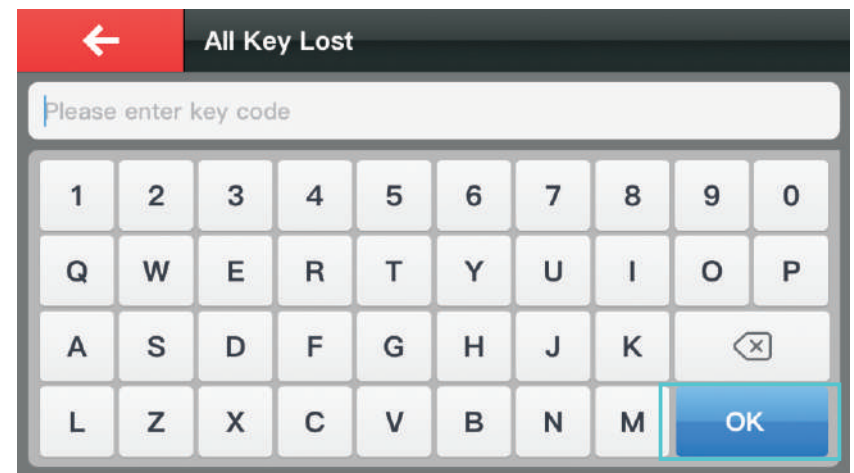 All Key Lost
Please enter key code
1 2 3 4 5 6 7 8 9 0
Q W E R T Y U I O P
A S D F G H J K
L Z X C V B N M OK